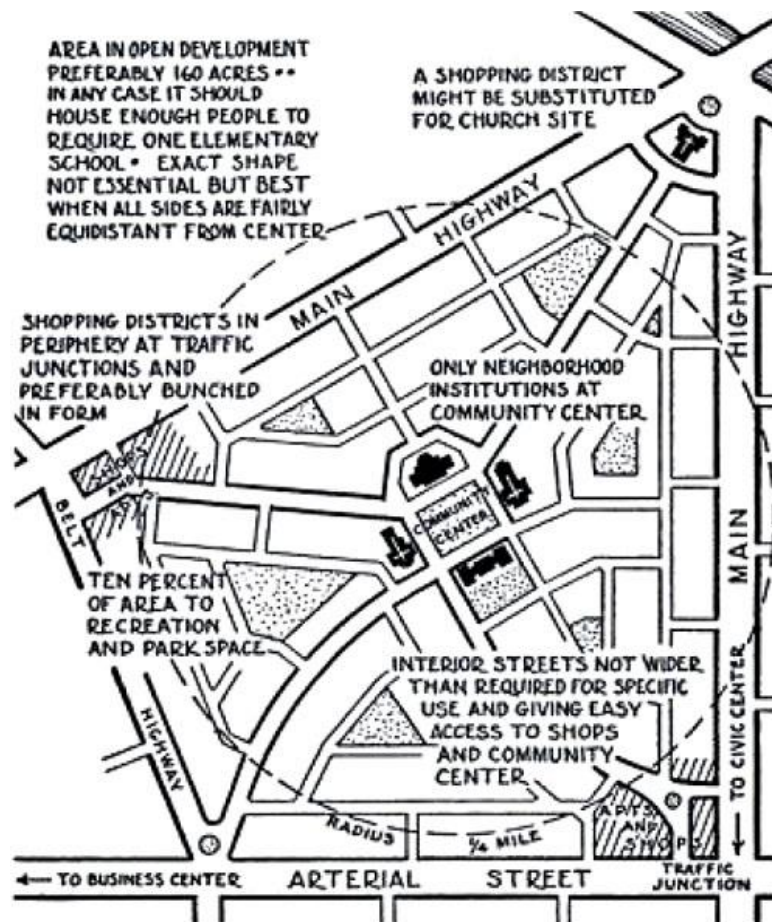 AREA IN OPEN DEVELOPMENT
PREFERABLY 160 ACRES ••
IN ANY CASE IT SHOULD
HOUSE ENOUGH PEOPLE TO
REQUIRE ONE ELEMENTARY
SCHOOL • EXACT SHAPE
NOT ESSENTIAL BUT BEST
WHEN ALL SIDES ARE FAIRLY
EQUIDISTANT FROM CENTER
A SHOPPING DISTRICT
MIGHT BE SUBSTITUTED
FOR CHURCH SITE
MAIN HIGHWAY
SHOPPING DISTRICTS IN
PERIPHERY AT TRAFFIC
JUNCTIONS AND
PREFERABLY BUNCHED
IN FORM
ONLY NEIGHBORHOOD
INSTITUTIONS AT
COMMUNITY CENTER
HIGHWAY
MAIN
SHOPS
AND
BELT
HIGHWAY
COMMUNITY
CENTER
TEN PERCENT
OF AREA TO
RECREATION
AND PARK SPACE
INTERIOR STREETS NOT WIDER
THAN REQUIRED FOR SPECIFIC
USE AND GIVING EASY
ACCESS TO SHOPS
AND COMMUNITY
CENTER
TO CIVIC CENTER
APTS.
AND
SHOPS
RADIUS ¼ MILE
TRAFFIC
JUNCTION
TO BUSINESS CENTER
ARTERIAL STREET